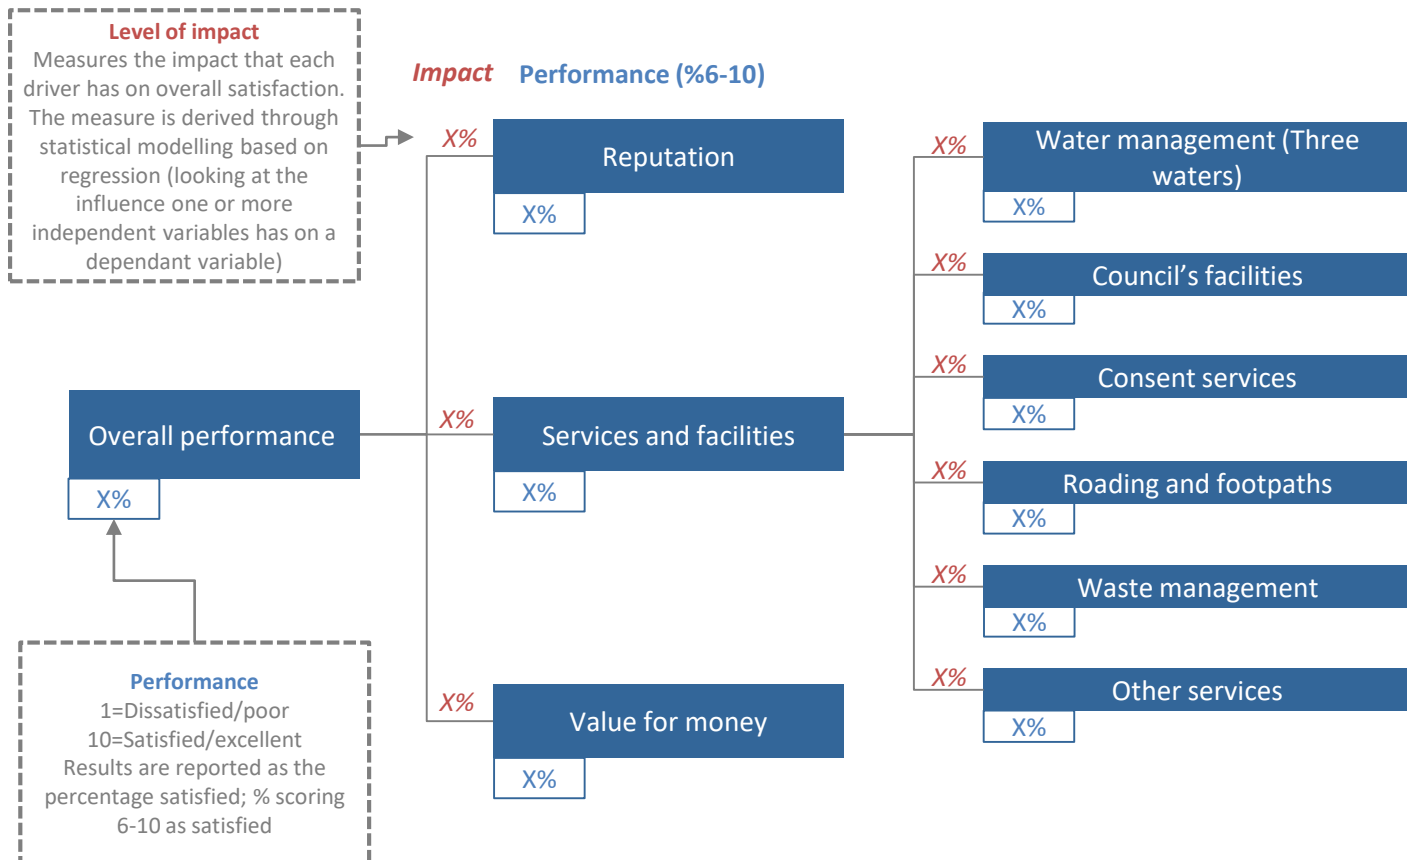 Level of impact
Measures the impact that each
driver has on overall satisfaction.
The measure is derived through
statistical modelling based on
regression (looking at the
influence one or more
independent variables has on a
dependant variable)
Impact Performance (%6-10)
X%
Reputation
X%
X%
Water management (Three
waters)
X%
X%
Council’s facilities
X%
X%
Consent services
X%
Overall performance
X%
X%
Services and facilities
X%
X%
Roading and footpaths
X%
X%
Waste management
X%
Performance
1=Dissatisfied/poor
10=Satisfied/excellent
Results are reported as the
percentage satisfied; % scoring
6-10 as satisfied
X%
Value for money
X%
X%
Other services
X%